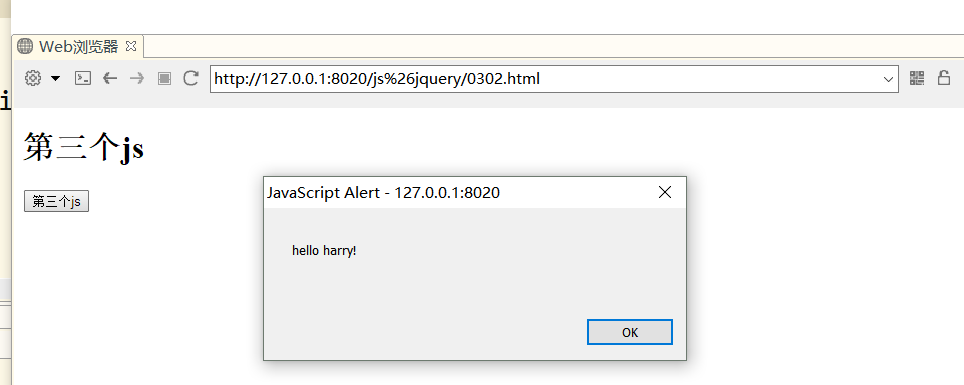 Web浏览器
http://127.0.0.1:8020/js%26jquery/0302.html
第三个js
第三个js
JavaScript Alert - 127.0.0.1:8020
hello harry!
OK